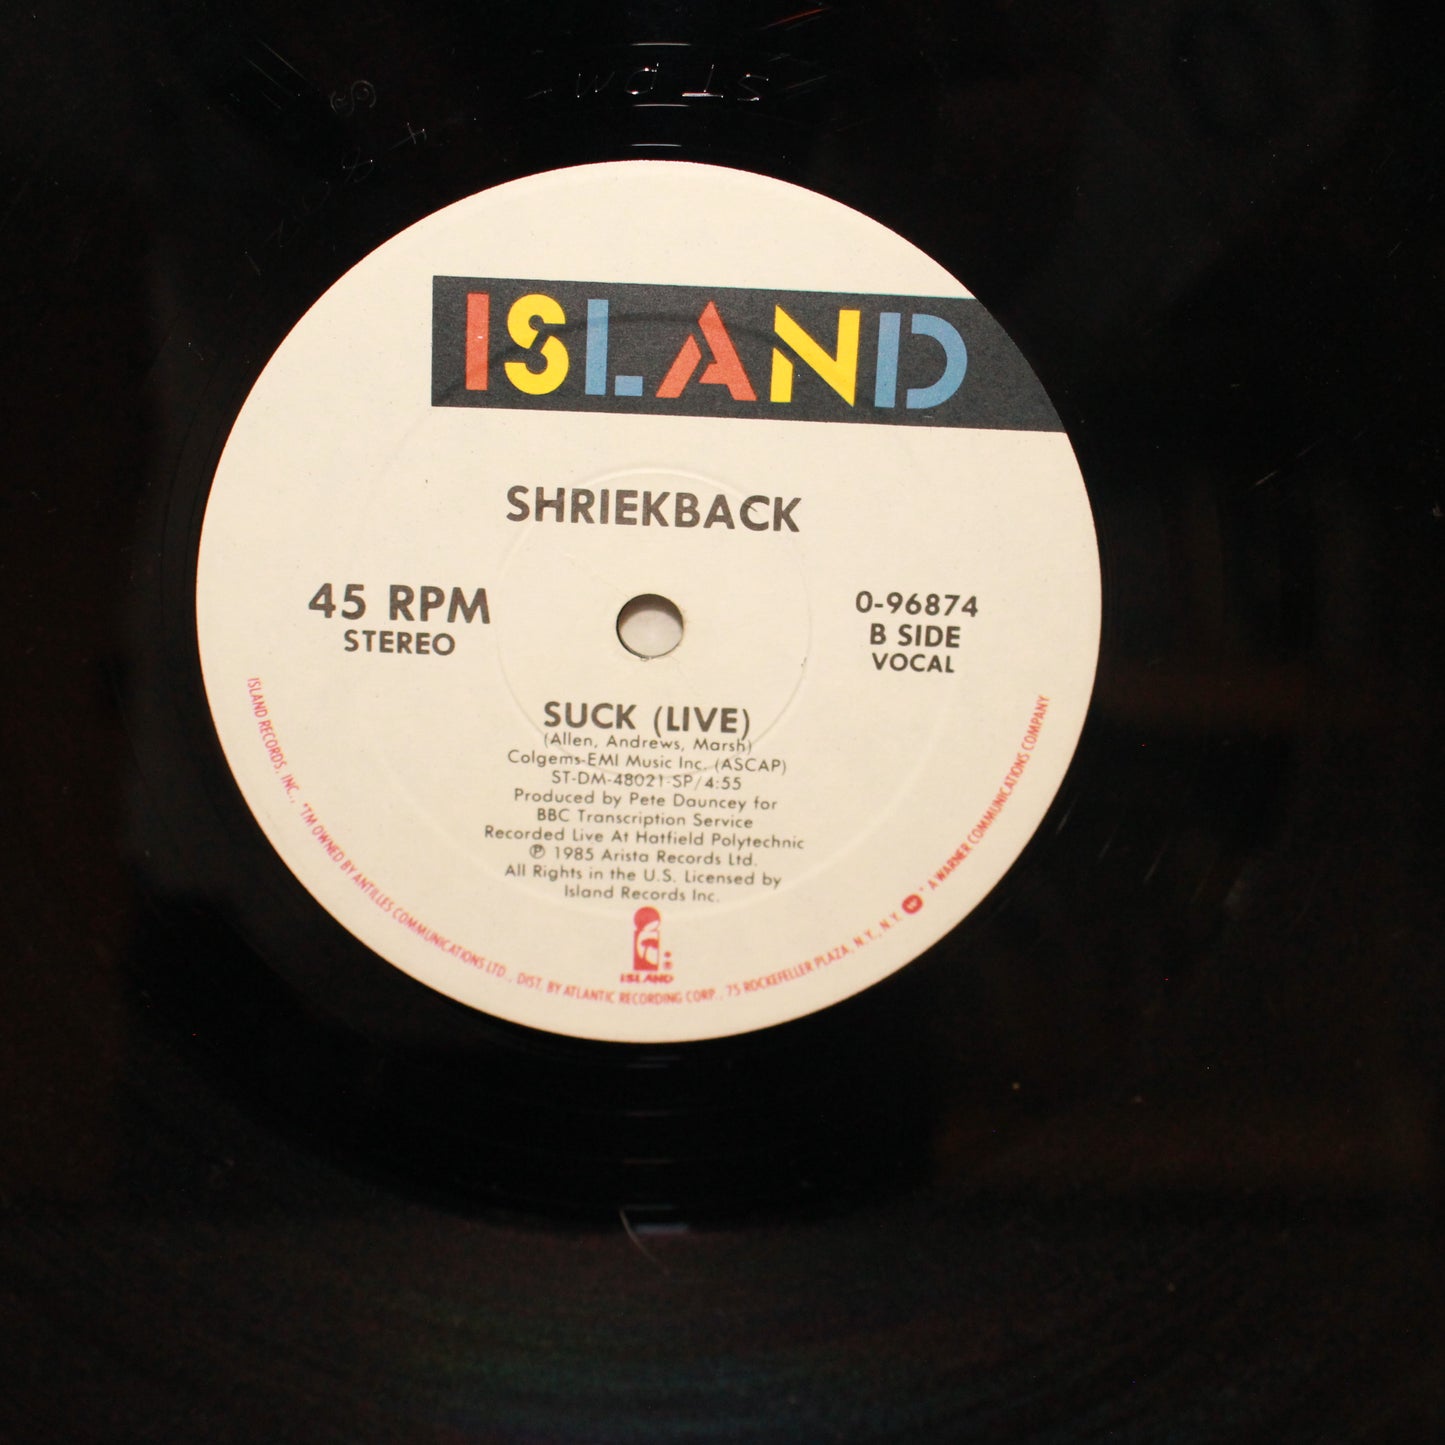 ST DM
ISLAND
SHRIEKBACK
45 RPM
STEREO
0-96874
B SIDE
VOCAL
SUCK (LIVE)
(Allen, Andrews, Marsh)
Colgems-EMI Music Inc. (ASCAP)
ST-DM-48021-SP/4:55
Produced by Pete Dauncey for
BBC Transcription Service
Recorded Live At Hatfield Polytechnic
Ⓟ 1985 Arista Records Ltd.
All Rights in the U.S. Licensed by
Island Records Inc.
ISLAND
ISLAND RECORDS, INC., *TM OWNED BY ANTILLES COMMUNICATIONS LTD., DIST. BY ATLANTIC RECORDING CORP., 75 ROCKEFELLER PLAZA, N.Y., N.Y. A WARNER COMMUNICATIONS COMPANY